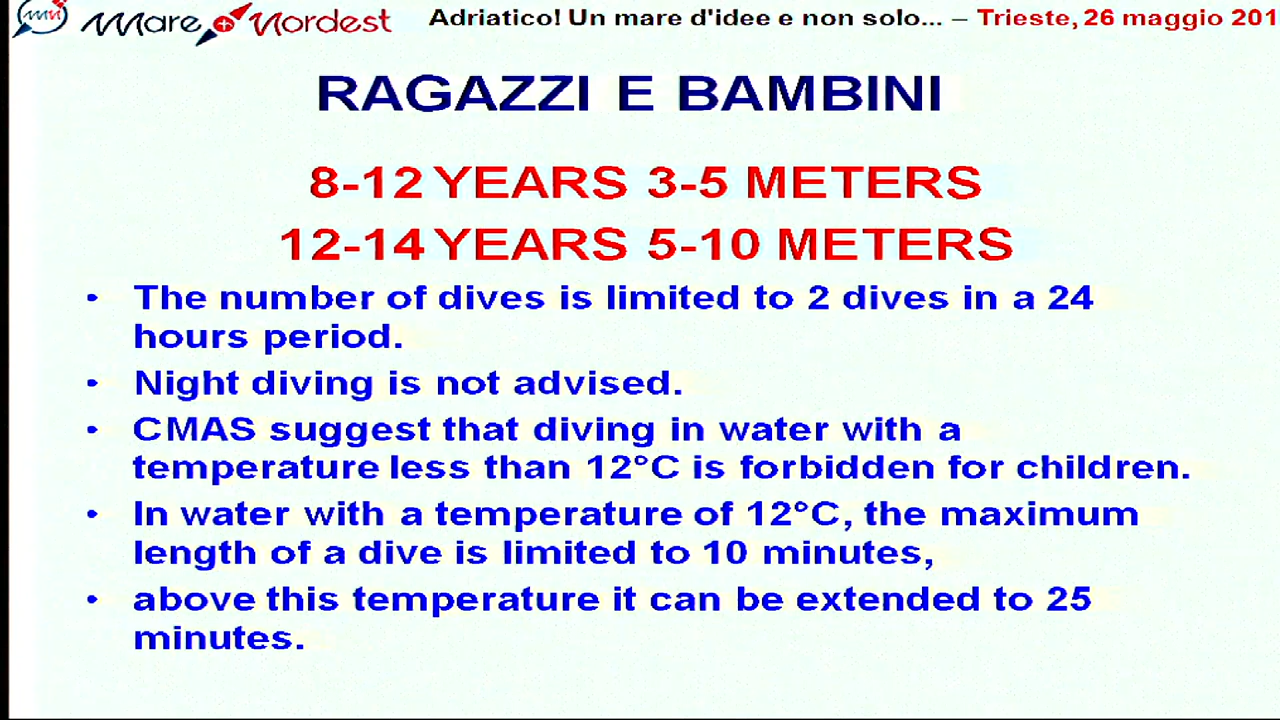 Mare Nordest Adriatico! Un mare d'idee e non solo... – Trieste, 26 maggio 201
RAGAZZI E BAMBINI
8-12 YEARS 3-5 METERS
12-14 YEARS 5-10 METERS
• The number of dives is limited to 2 dives in a 24
hours period.
• Night diving is not advised.
• CMAS suggest that diving in water with a
temperature less than 12°C is forbidden for children.
• In water with a temperature of 12°C, the maximum
length of a dive is limited to 10 minutes,
• above this temperature it can be extended to 25
minutes.